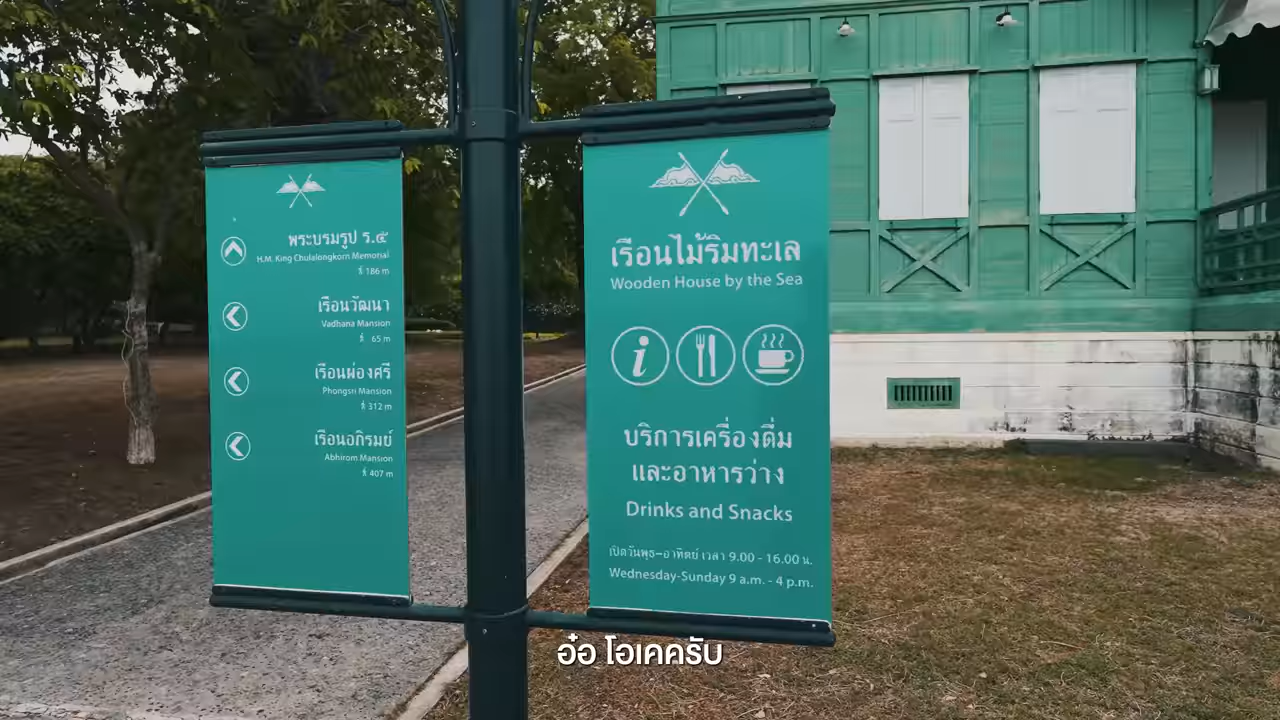 พระบรมรูป ร.๕
H.M. King Chulalongkorn Memorial
186 m
เรือนวัฒนา
Vadhana Mansion
65 m
เรือนผ่องศรี
Phongsri Mansion
312 m
เรือนอภิรมย์
Abhirom Mansion
407 m
เรือนไม้ริมทะเล
Wooden House by the Sea
i
บริการเครื่องดื่ม
และอาหารว่าง
Drinks and Snacks
เปิดวันพุธ-อาทิตย์ เวลา 9.00 - 16.00 น.
Wednesday-Sunday 9 a.m. - 4 p.m.
อ๋อ โอเคครับ